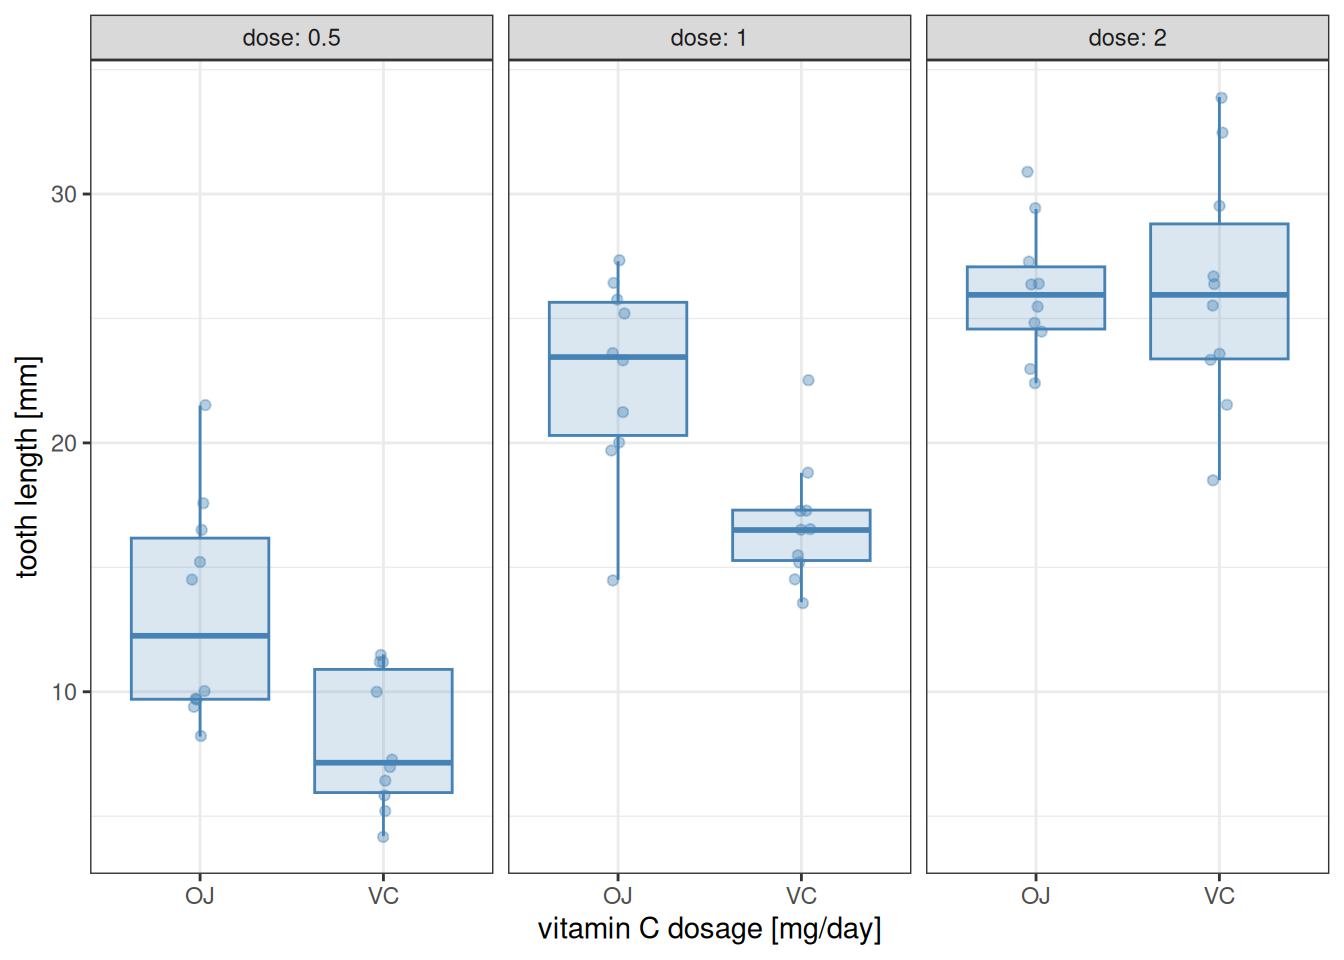 dose: 0.5
dose: 1
dose: 2
tooth length [mm]
30
20
10
OJ VC
OJ VC
OJ VC
vitamin C dosage [mg/day]